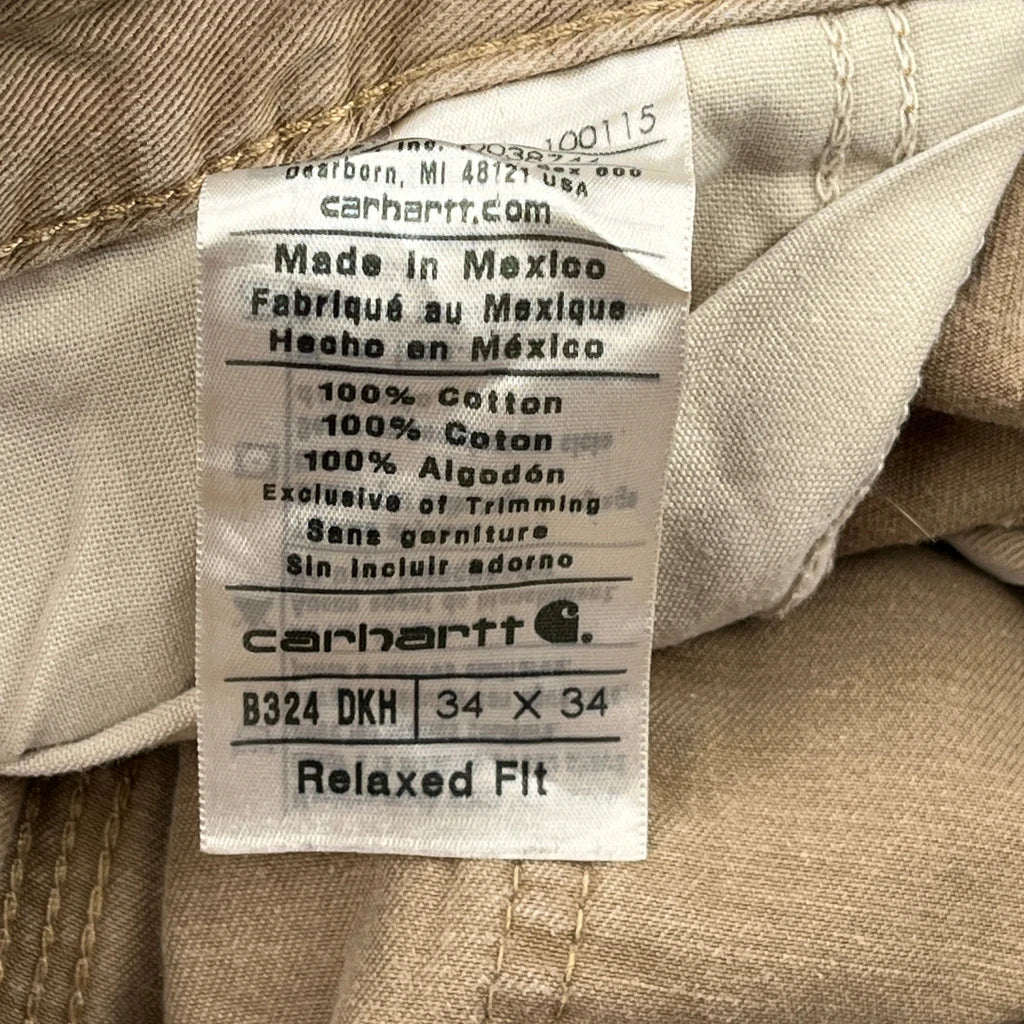 100115
Inc.
Dearborn, MI 48121 USA
carhartt.com
Made in Mexico
Fabriqué au Mexique
Hecho en México
100% Cotton
100% Coton
100% Algodón
Exclusive of Trimming
Sans garniture
Sin incluir adorno
carhartt
B324 DKH 34 X 34
Relaxed Fit